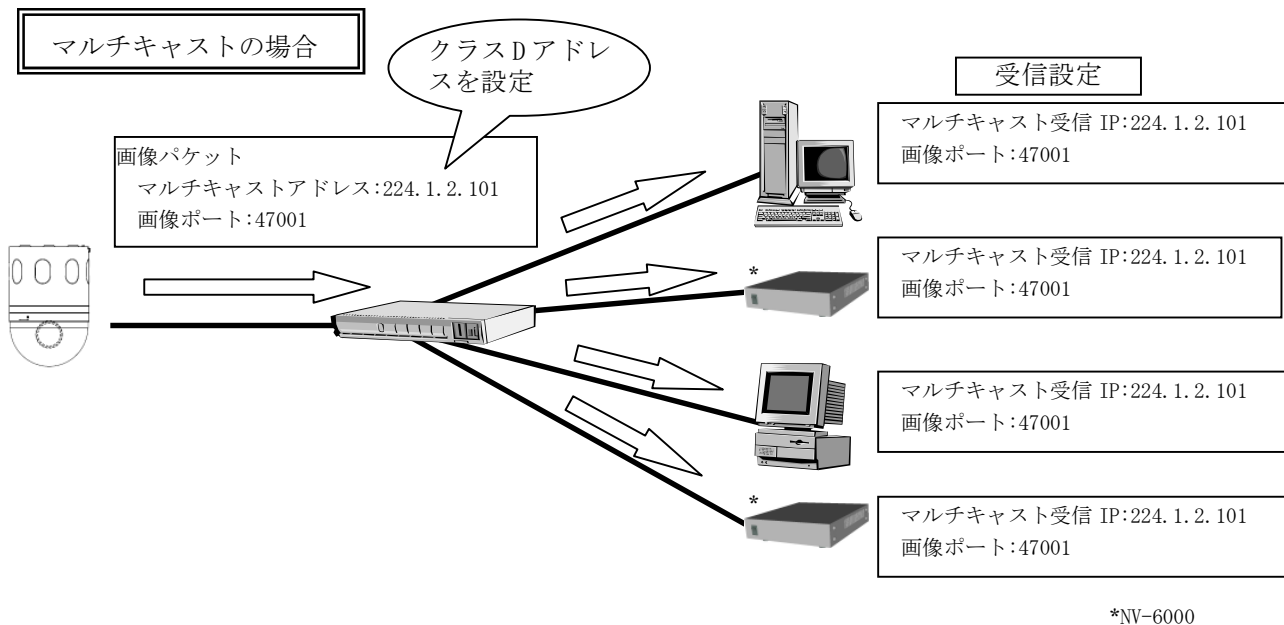 マルチキャストの場合
クラスDアドレ
スを設定
受信設定
画像パケット
マルチキャストアドレス:224.1.2.101
画像ポート:47001
マルチキャスト受信 IP:224.1.2.101
画像ポート:47001
*
マルチキャスト受信 IP:224.1.2.101
画像ポート:47001
マルチキャスト受信 IP:224.1.2.101
画像ポート:47001
*
マルチキャスト受信 IP:224.1.2.101
画像ポート:47001
*NV-6000